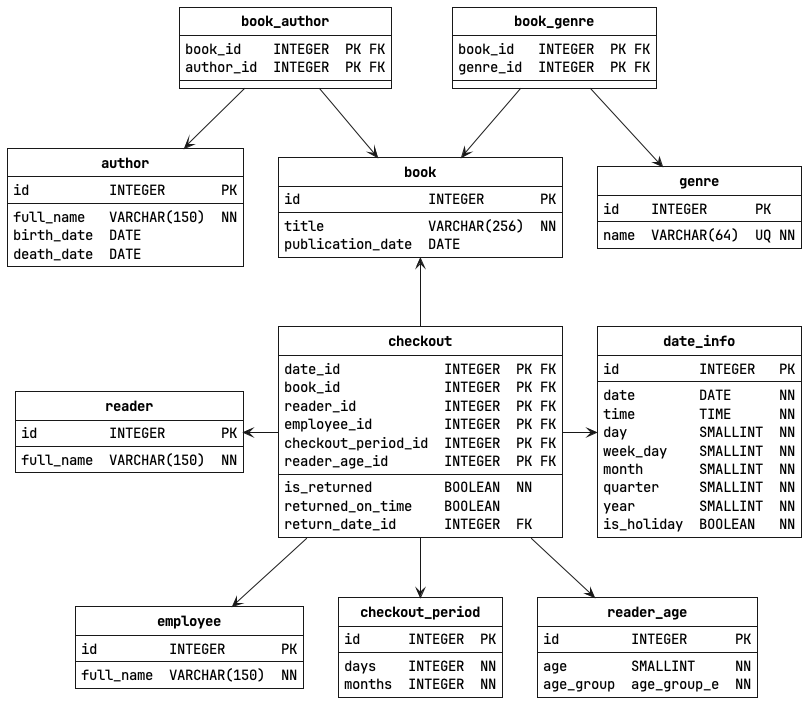 book_author
book_id INTEGER PK FK
author_id INTEGER PK FK
book_genre
book_id INTEGER PK FK
genre_id INTEGER PK FK
author
id INTEGER PK
full_name VARCHAR(150) NN
birth_date DATE
death_date DATE
book
id INTEGER PK
title VARCHAR(256) NN
publication_date DATE
genre
id INTEGER PK
name VARCHAR(64) UQ NN
reader
id INTEGER PK
full_name VARCHAR(150) NN
checkout
date_id INTEGER PK FK
book_id INTEGER PK FK
reader_id INTEGER PK FK
employee_id INTEGER PK FK
checkout_period_id INTEGER PK FK
reader_age_id INTEGER PK FK
is_returned BOOLEAN NN
returned_on_time BOOLEAN
return_date_id INTEGER FK
date_info
id INTEGER PK
date DATE NN
time TIME NN
day SMALLINT NN
week_day SMALLINT NN
month SMALLINT NN
quarter SMALLINT NN
year SMALLINT NN
is_holiday BOOLEAN NN
employee
id INTEGER PK
full_name VARCHAR(150) NN
checkout_period
id INTEGER PK
days INTEGER NN
months INTEGER NN
reader_age
id INTEGER PK
age SMALLINT NN
age_group age_group_e NN